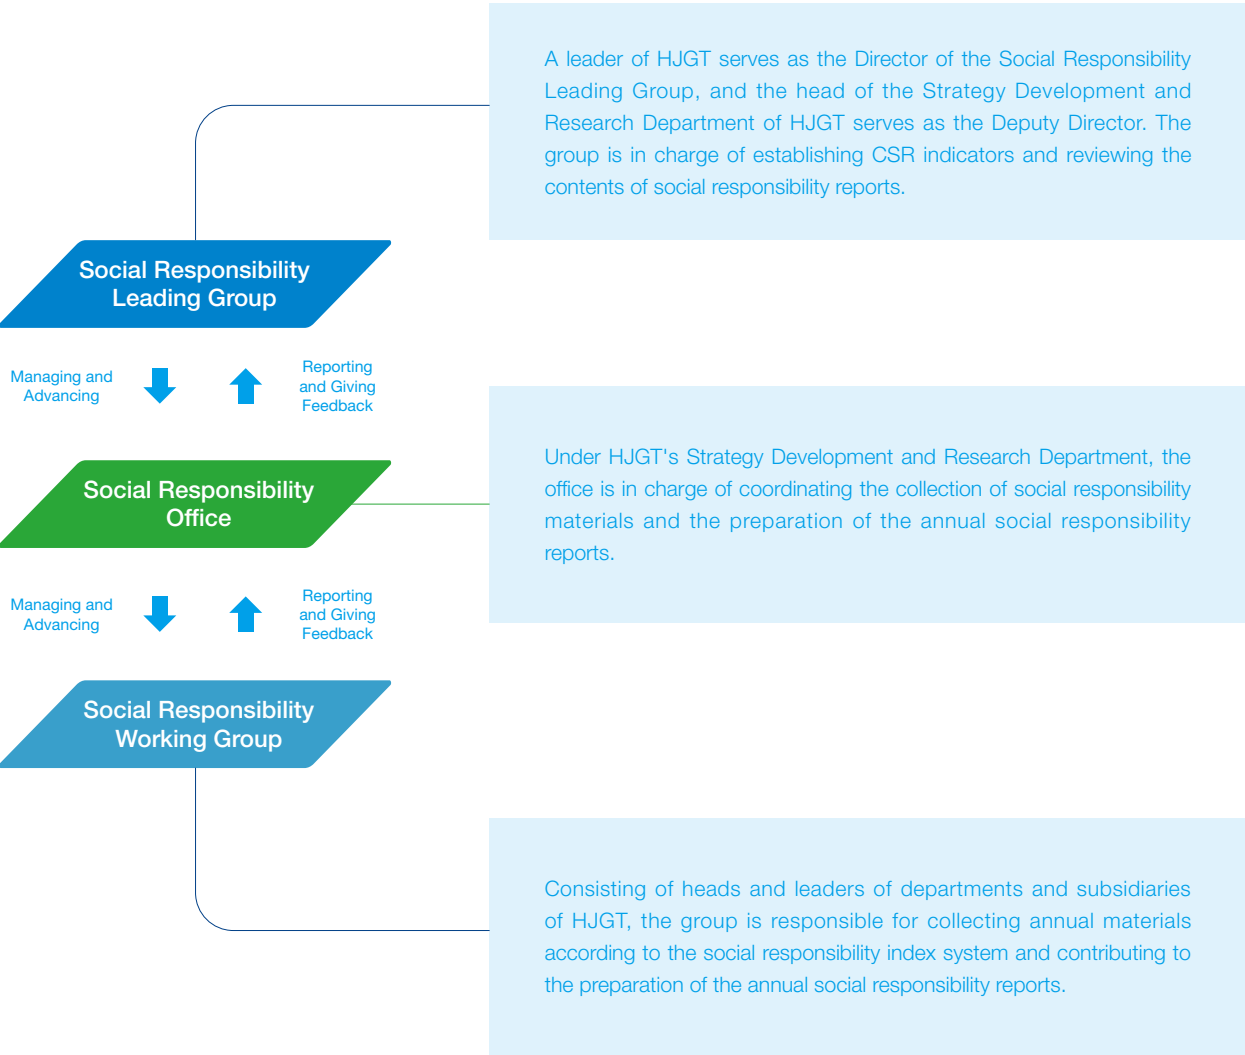 A leader of HJGT serves as the Director of the Social Responsibility
Leading Group, and the head of the Strategy Development and
Research Department of HJGT serves as the Deputy Director. The
group is in charge of establishing CSR indicators and reviewing the
contents of social responsibility reports.
Social Responsibility
Leading Group
Managing and
Advancing
Reporting
and Giving
Feedback
Under HJGT's Strategy Development and Research Department, the
office is in charge of coordinating the collection of social responsibility
materials and the preparation of the annual social responsibility
reports.
Social Responsibility
Office
Managing and
Advancing
Reporting
and Giving
Feedback
Social Responsibility
Working Group
Consisting of heads and leaders of departments and subsidiaries
of HJGT, the group is responsible for collecting annual materials
according to the social responsibility index system and contributing to
the preparation of the annual social responsibility reports.